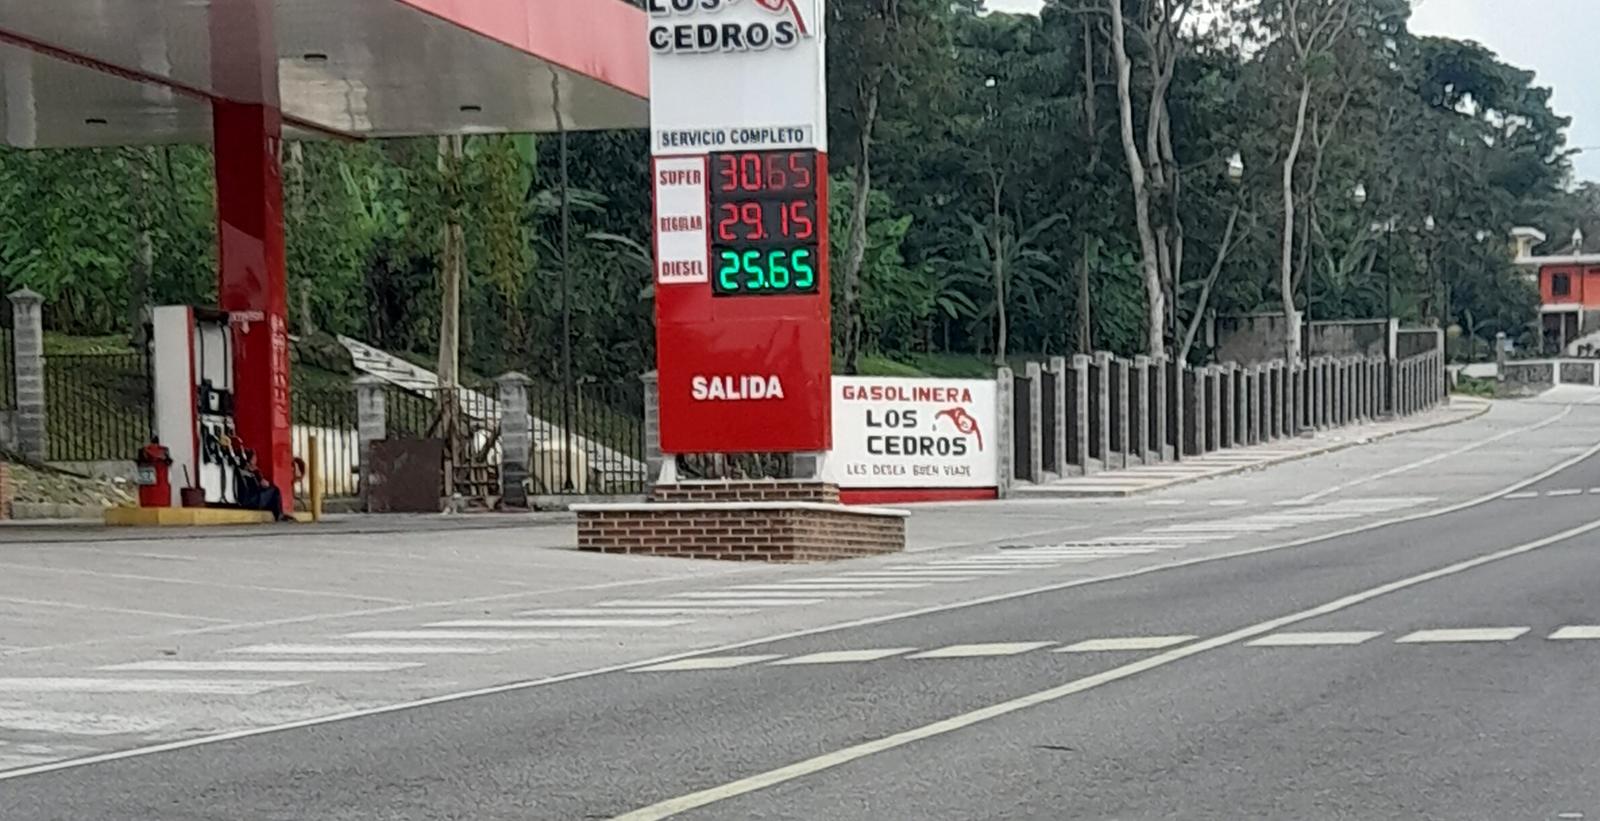 LOS
CEDROS
SERVICIO COMPLETO
SUPER 30.65
REGULAR 29.15
DIESEL 25.65
SALIDA
GASOLINERA
LOS
CEDROS
LES DESEA BUEN VIAJE